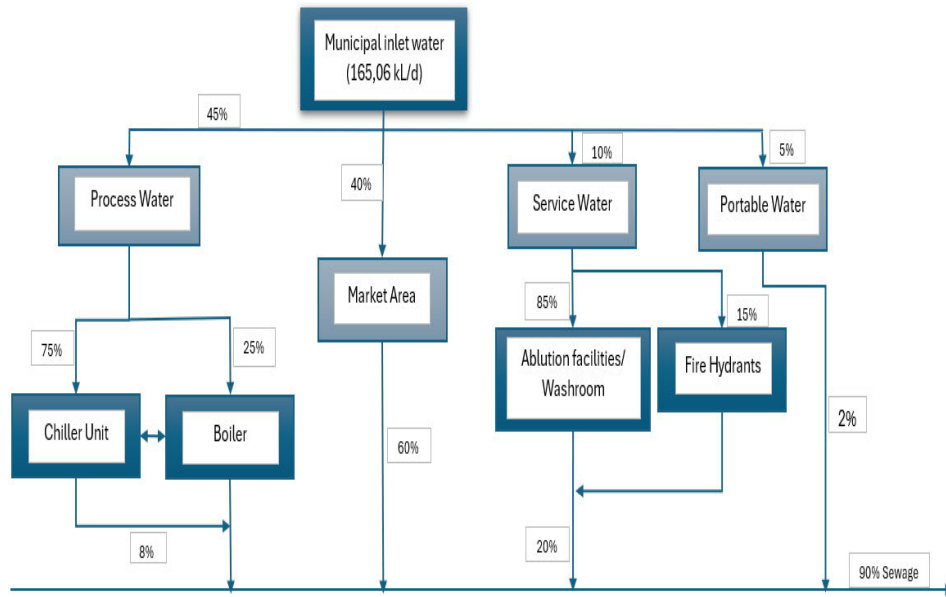 Municipal inlet water
(165,06 kL/d)
45%
10%
5%
40%
Process Water
Service Water
Portable Water
Market Area
85%
15%
75%
25%
Ablution facilities/
Washroom
Fire Hydrants
2%
Chiller Unit
Boiler
60%
8%
20%
90% Sewage